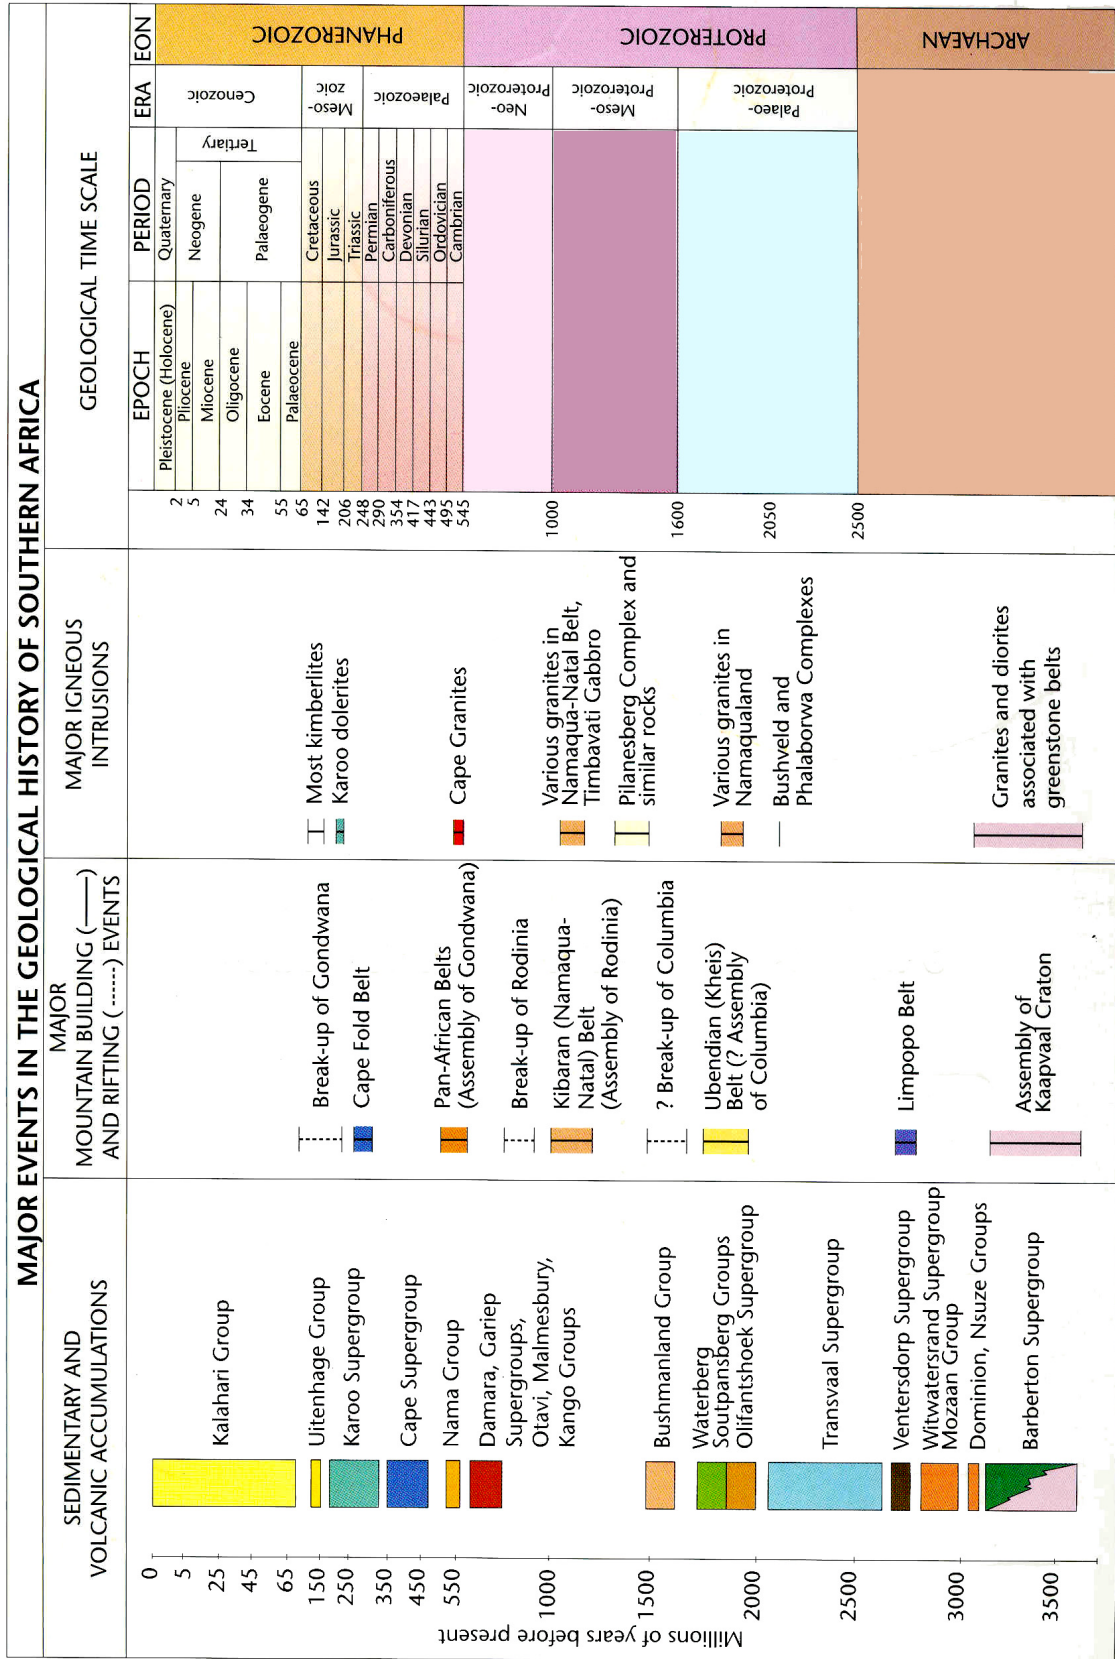 MAJOR EVENTS IN THE GEOLOGICAL HISTORY OF SOUTHERN AFRICA
SEDIMENTARY AND
VOLCANIC ACCUMULATIONS
MAJOR
MOUNTAIN BUILDING (——)
AND RIFTING (-----) EVENTS
MAJOR IGNEOUS
INTRUSIONS
GEOLOGICAL TIME SCALE
EPOCH
PERIOD
ERA
EON
Millions of years before present
0
5
25
45
65
150
250
350
450
550
1000
1500
2000
2500
3000
3500
Kalahari Group
Uitenhage Group
Karoo Supergroup
Cape Supergroup
Nama Group
Damara, Gariep
Supergroups,
Otavi, Malmesbury,
Kango Groups
Bushmanland Group
Waterberg
Soutpansberg Groups
Olifantshoek Supergroup
Transvaal Supergroup
Ventersdorp Supergroup
Witwatersrand Supergroup
Mozaan Group
Dominion, Nsuze Groups
Barberton Supergroup
Break-up of Gondwana
Cape Fold Belt
Pan-African Belts
(Assembly of Gondwana)
Break-up of Rodinia
Kibaran (Namaqua-
Natal) Belt
(Assembly of Rodinia)
? Break-up of Columbia
Ubendian (Kheis)
Belt (? Assembly
of Columbia)
Limpopo Belt
Assembly of
Kaapvaal Craton
Most kimberlites
Karoo dolerites
Cape Granites
Various granites in
Namaqua-Natal Belt,
Timbavati Gabbro
Pilanesberg Complex and
similar rocks
Various granites in
Namaqualand
Bushveld and
Phalaborwa Complexes
Granites and diorites
associated with
greenstone belts
2
5
24
34
55
65
142
206
248
290
354
417
443
495
545
1000
1600
2050
2500
Pleistocene (Holocene)
Pliocene
Miocene
Oligocene
Eocene
Palaeocene
Quaternary
Neogene
Palaeogene
Tertiary
Cretaceous
Jurassic
Triassic
Permian
Carboniferous
Devonian
Silurian
Ordovician
Cambrian
Cenozoic
Meso-
zoic
Palaeozoic
Neo-
Proterozoic
Meso-
Proterozoic
Palaeo-
Proterozoic
PHANEROZOIC
PROTEROZOIC
ARCHAEAN